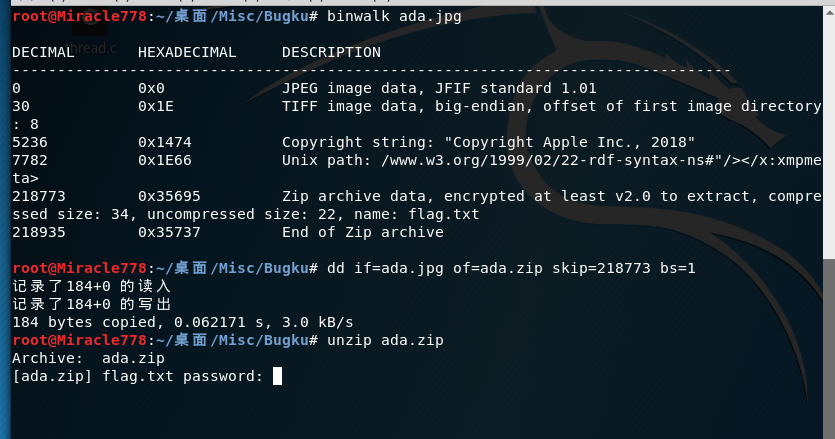 root@Miracle778:~/桌面/Misc/Bugku# binwalk ada.jpg
hread.c
DECIMAL       HEXADECIMAL     DESCRIPTION
--------------------------------------------------------------------------------
0             0x0             JPEG image data, JFIF standard 1.01
30            0x1E            TIFF image data, big-endian, offset of first image directory
: 8
5236          0x1474          Copyright string: "Copyright Apple Inc., 2018"
7782          0x1E66          Unix path: /www.w3.org/1999/02/22-rdf-syntax-ns#"/></x:xmpme
ta>
218773        0x35695         Zip archive data, encrypted at least v2.0 to extract, compre
ssed size: 34, uncompressed size: 22, name: flag.txt
218935        0x35737         End of Zip archive
root@Miracle778:~/桌面/Misc/Bugku# dd if=ada.jpg of=ada.zip skip=218773 bs=1
记录了184+0 的读入
记录了184+0 的写出
184 bytes copied, 0.062171 s, 3.0 kB/s
root@Miracle778:~/桌面/Misc/Bugku# unzip ada.zip
Archive:  ada.zip
[ada.zip] flag.txt password: